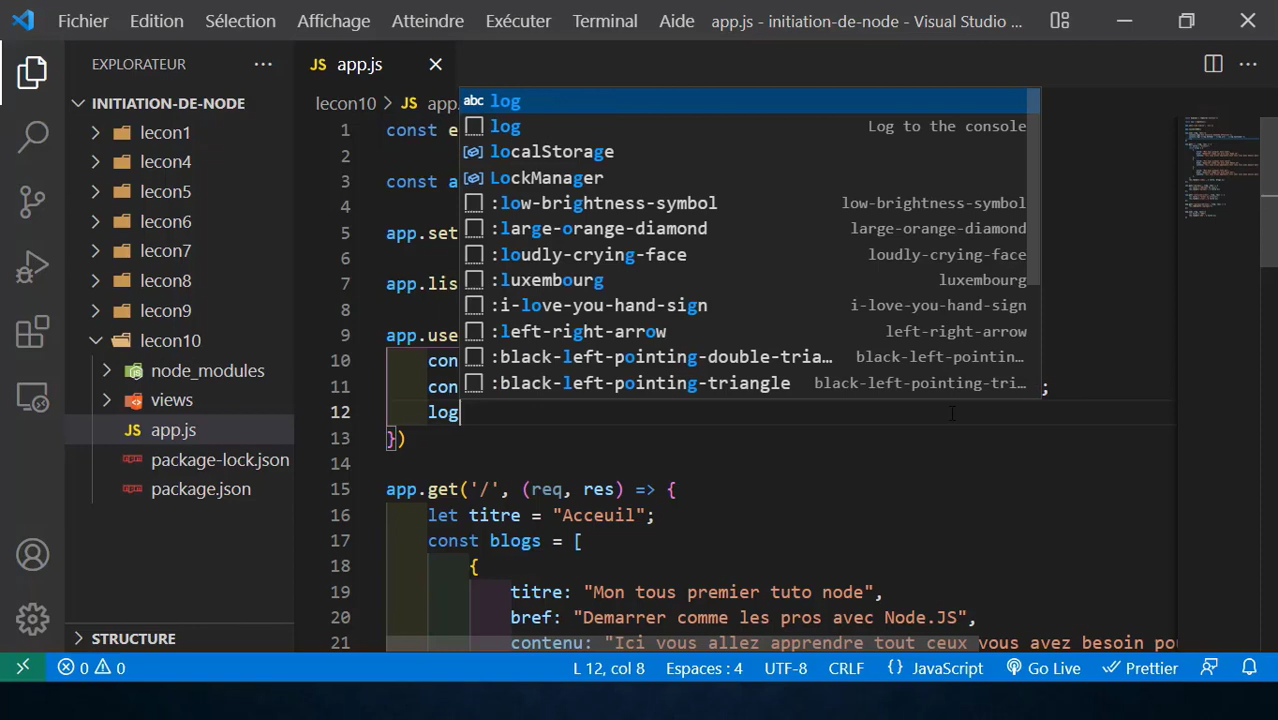 Fichier Edition Sélection Affichage Atteindre Exécuter Terminal Aide app.js - initiation-de-node - Visual Studio ...
EXPLORATEUR ...
INITIATION-DE-NODE
lecon1
lecon4
lecon5
lecon6
lecon7
lecon8
lecon9
lecon10
node_modules
views
JS app.js
package-lock.json
package.json
STRUCTURE
JS app.js
lecon10 > JS app.
abc log
log Log to the console
localStorage
LockManager
:low-brightness-symbol low-brightness-symbol
:large-orange-diamond large-orange-diamond
:loudly-crying-face loudly-crying-face
:luxembourg luxembourg
:i-love-you-hand-sign i-love-you-hand-sign
:left-right-arrow left-right-arrow
:black-left-pointing-double-tria... black-left-pointin...
:black-left-pointing-triangle black-left-pointing-tri...
1 const e
2
3 const a
4
5 app.set
6
7 app.lis
8
9 app.use
10 con
11 con ;
12 log
13 })
14
15 app.get('/', (req, res) => {
16 let titre = "Acceuil";
17 const blogs = [
18 {
19 titre: "Mon tous premier tuto node",
20 bref: "Demarrer comme les pros avec Node.JS",
21 contenu: "Ici vous allez apprendre tout ceux vous avez besoin po
0 0 L 12, col 8 Espaces : 4 UTF-8 CRLF {} JavaScript Go Live Prettier